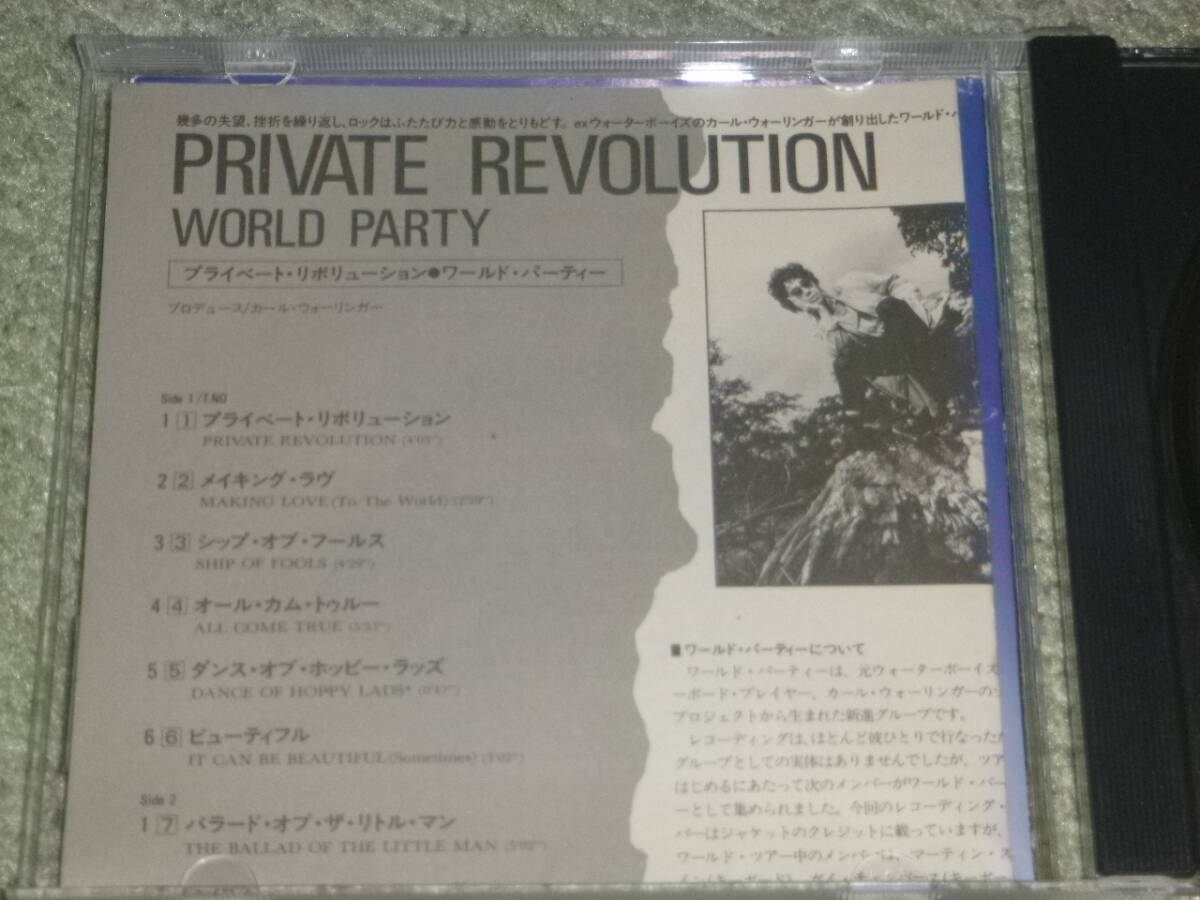 幾多の失望、挫折を繰り返し、ロックはふたたび力と感動をとりもどす。exウォーターボーイズのカール・ウォーリンガーが創り出したワールド・
PRIVATE REVOLUTION
WORLD PARTY
プライベート・リボリューション●ワールド・パーティー
プロデュース/カール・ウォーリンガー
Side 1/T.NO
1 1 プライベート・リボリューション
PRIVATE REVOLUTION
2 2 メイキング・ラヴ
MAKING LOVE (To The World)
3 3 シップ・オブ・フールス
SHIP OF FOOLS
4 4 オール・カム・トゥルー
ALL COME TRUE
5 5 ダンス・オブ・ホッピー・ラッズ
DANCE OF HOPPY LADS*
6 6 ビューティフル
IT CAN BE BEAUTIFUL (Sometimes)
Side 2
1 7 バラード・オブ・ザ・リトル・マン
THE BALLAD OF THE LITTLE MAN
■ワールド・パーティーについて
ワールド・パーティーは、元ウォーターボーイズ
ーボード・プレイヤー、カール・ウォーリンガーの
プロジェクトから生まれた新進グループです。
レコーディングは、ほとんど彼ひとりで行なった
グループとしての実体はありませんでしたが、ツア
はじめるにあたって次のメンバーがワールド・パー
ーとして集められました。今回のレコーディング・
バーはジャケットのクレジットに載っていますが、
ワールド・ツアー中のメンバーは、マーティン・